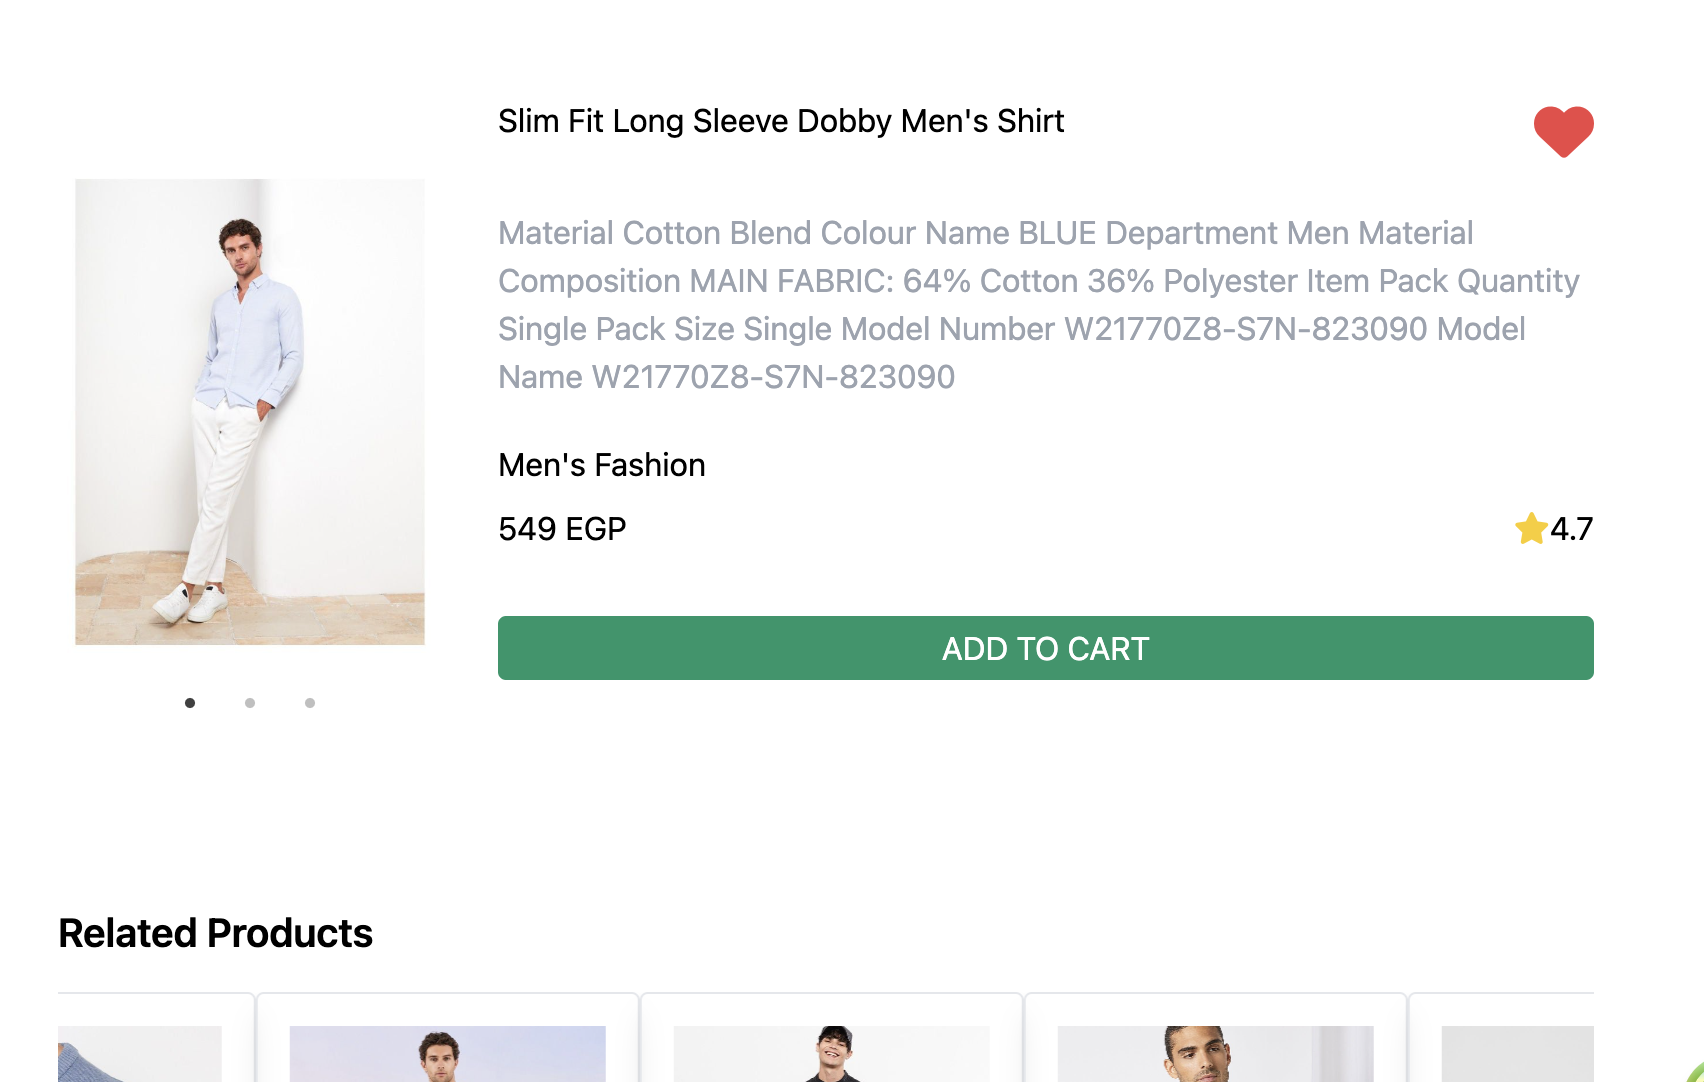 Slim Fit Long Sleeve Dobby Men's Shirt
Material Cotton Blend Colour Name BLUE Department Men Material
Composition MAIN FABRIC: 64% Cotton 36% Polyester Item Pack Quantity
Single Pack Size Single Model Number W21770Z8-S7N-823090 Model
Name W21770Z8-S7N-823090
Men's Fashion
549 EGP
4.7
ADD TO CART
Related Products